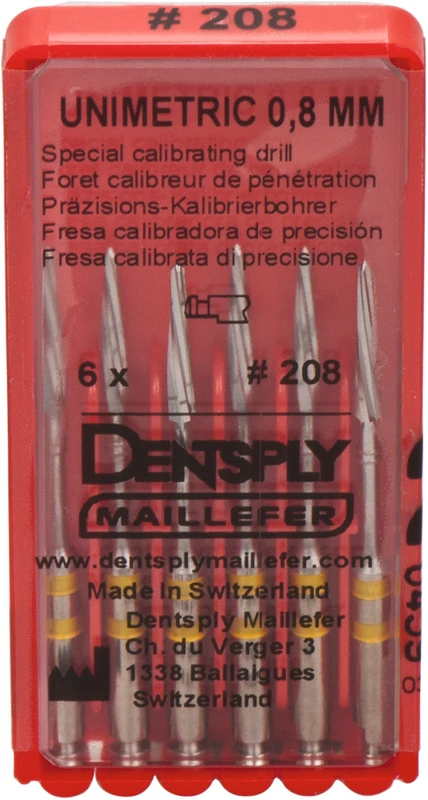 # 208
UNIMETRIC 0,8 MM
Special calibrating drill
Foret calibreur de pénétration
Präzisions-Kalibrierbohrer
Fresa calibradora de precisión
Fresa calibrata di precisione
6 x # 208
DENTSPLY
MAILLEFER
www.dentsplymaillefer.com
Made In Switzerland
Dentsply Maillefer
Ch. du Verger 3
1338 Ballaigues
Switzerland
0459